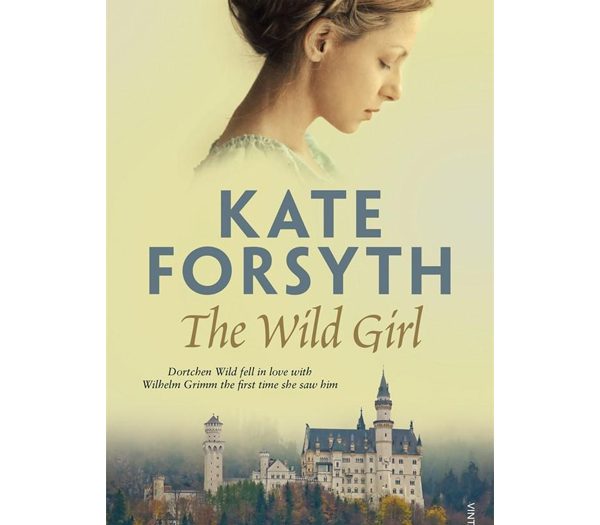 KATE
FORSYTH
The Wild Girl
Dortchen Wild fell in love with
Wilhelm Grimm the first time she saw him
VINT